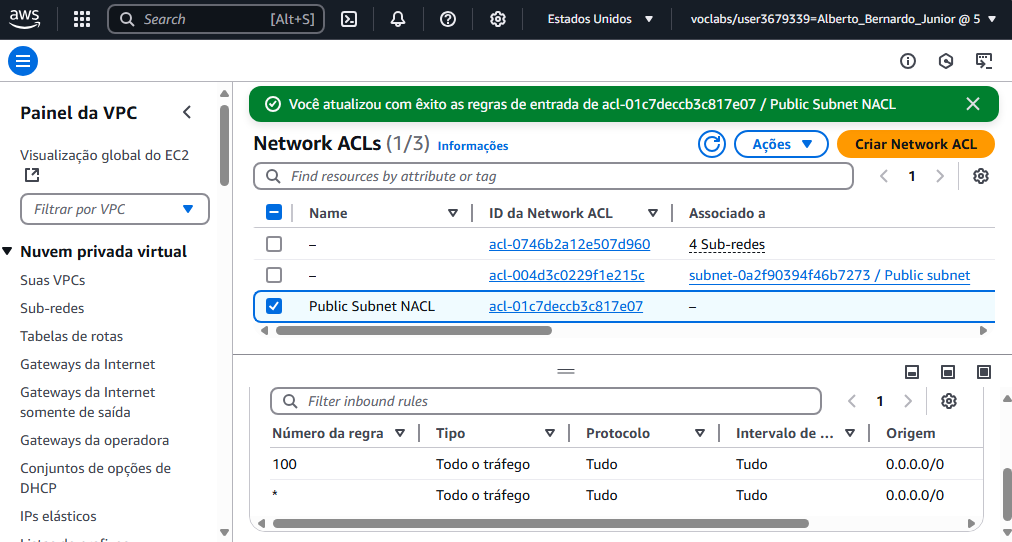 aws
Search
[Alt+S]
Estados Unidos
voclabs/user3679339=Alberto_Bernardo_Junior @ 5
Painel da VPC
Visualização global do EC2
Filtrar por VPC
Nuvem privada virtual
Suas VPCs
Sub-redes
Tabelas de rotas
Gateways da Internet
Gateways da Internet
somente de saída
Gateways da operadora
Conjuntos de opções de
DHCP
IPs elásticos
Você atualizou com êxito as regras de entrada de acl-01c7deccb3c817e07 / Public Subnet NACL
Network ACLs (1/3) Informações
Ações
Criar Network ACL
Find resources by attribute or tag
1
Name ID da Network ACL Associado a
– acl-0746b2a12e507d960 4 Sub-redes
– acl-004d3c0229f1e215c subnet-0a2f90394f46b7273 / Public subnet
Public Subnet NACL acl-01c7deccb3c817e07 –
Filter inbound rules
1
Número da regra Tipo Protocolo Intervalo de ... Origem
100 Todo o tráfego Tudo Tudo 0.0.0.0/0
* Todo o tráfego Tudo Tudo 0.0.0.0/0